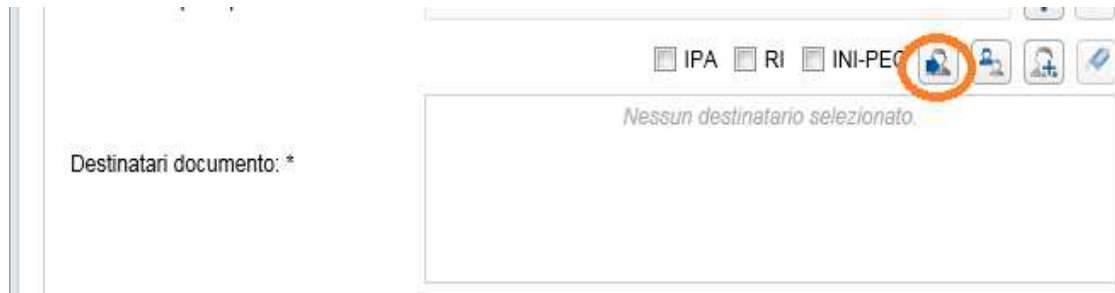 IPA RI INI-PEC
Nessun destinatario selezionato.
Destinatari documento: *